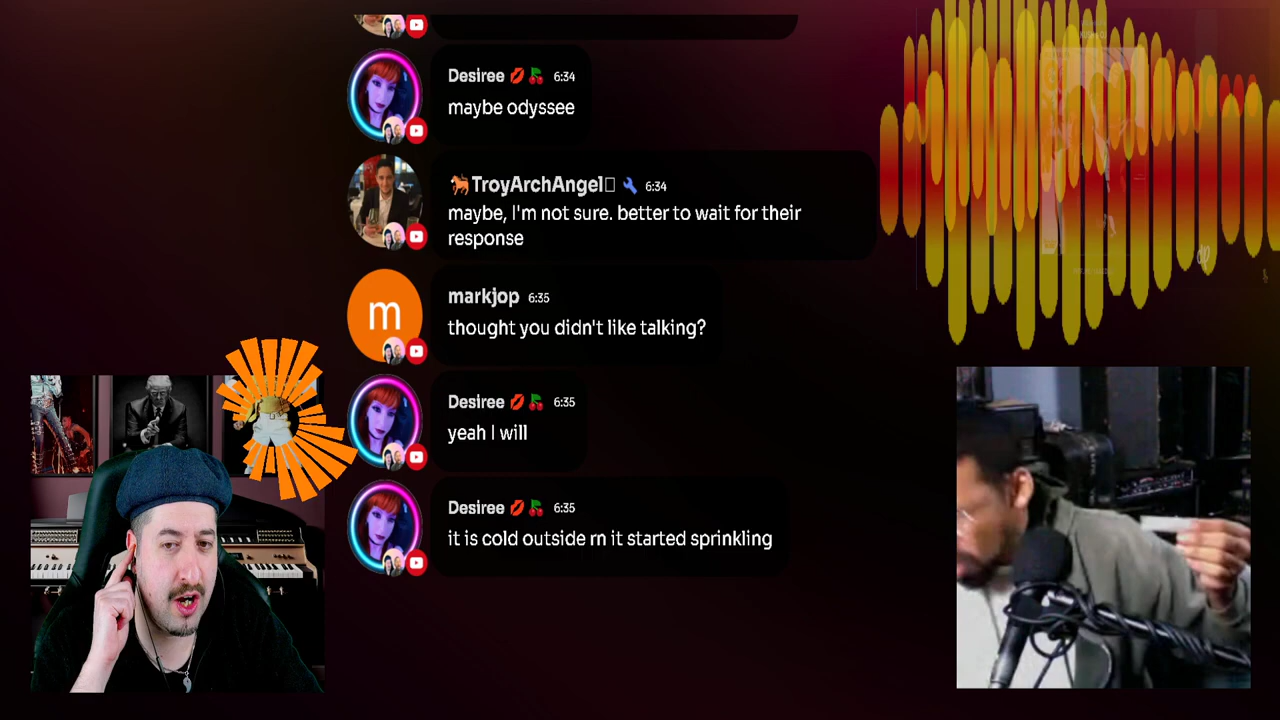 Desiree 💋🍒 6:34
maybe odyssee
🐕TroyArchAngel 🔧 6:34
maybe, I'm not sure. better to wait for their
response
m
markjop 6:35
thought you didn't like talking?
Desiree 💋🍒 6:35
yeah I will
Desiree 💋🍒 6:35
it is cold outside rn it started sprinkling